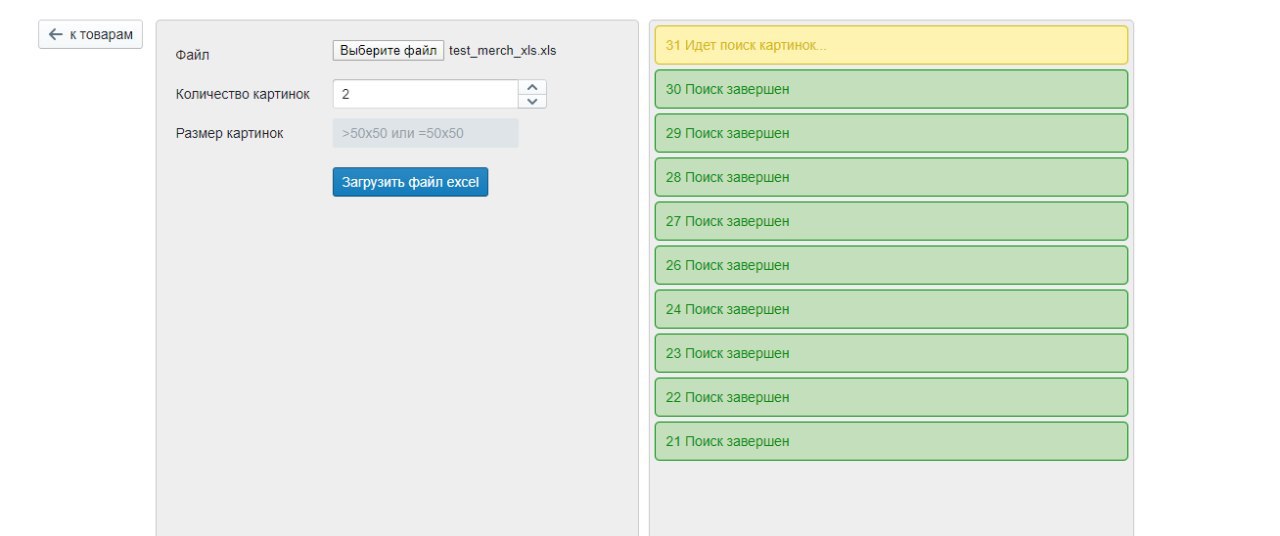 ← к товарам
Файл
Выберите файл test_merch_xls.xls
Количество картинок
2
Размер картинок
>50x50 или =50x50
Загрузить файл excel
31 Идет поиск картинок...
30 Поиск завершен
29 Поиск завершен
28 Поиск завершен
27 Поиск завершен
26 Поиск завершен
24 Поиск завершен
23 Поиск завершен
22 Поиск завершен
21 Поиск завершен